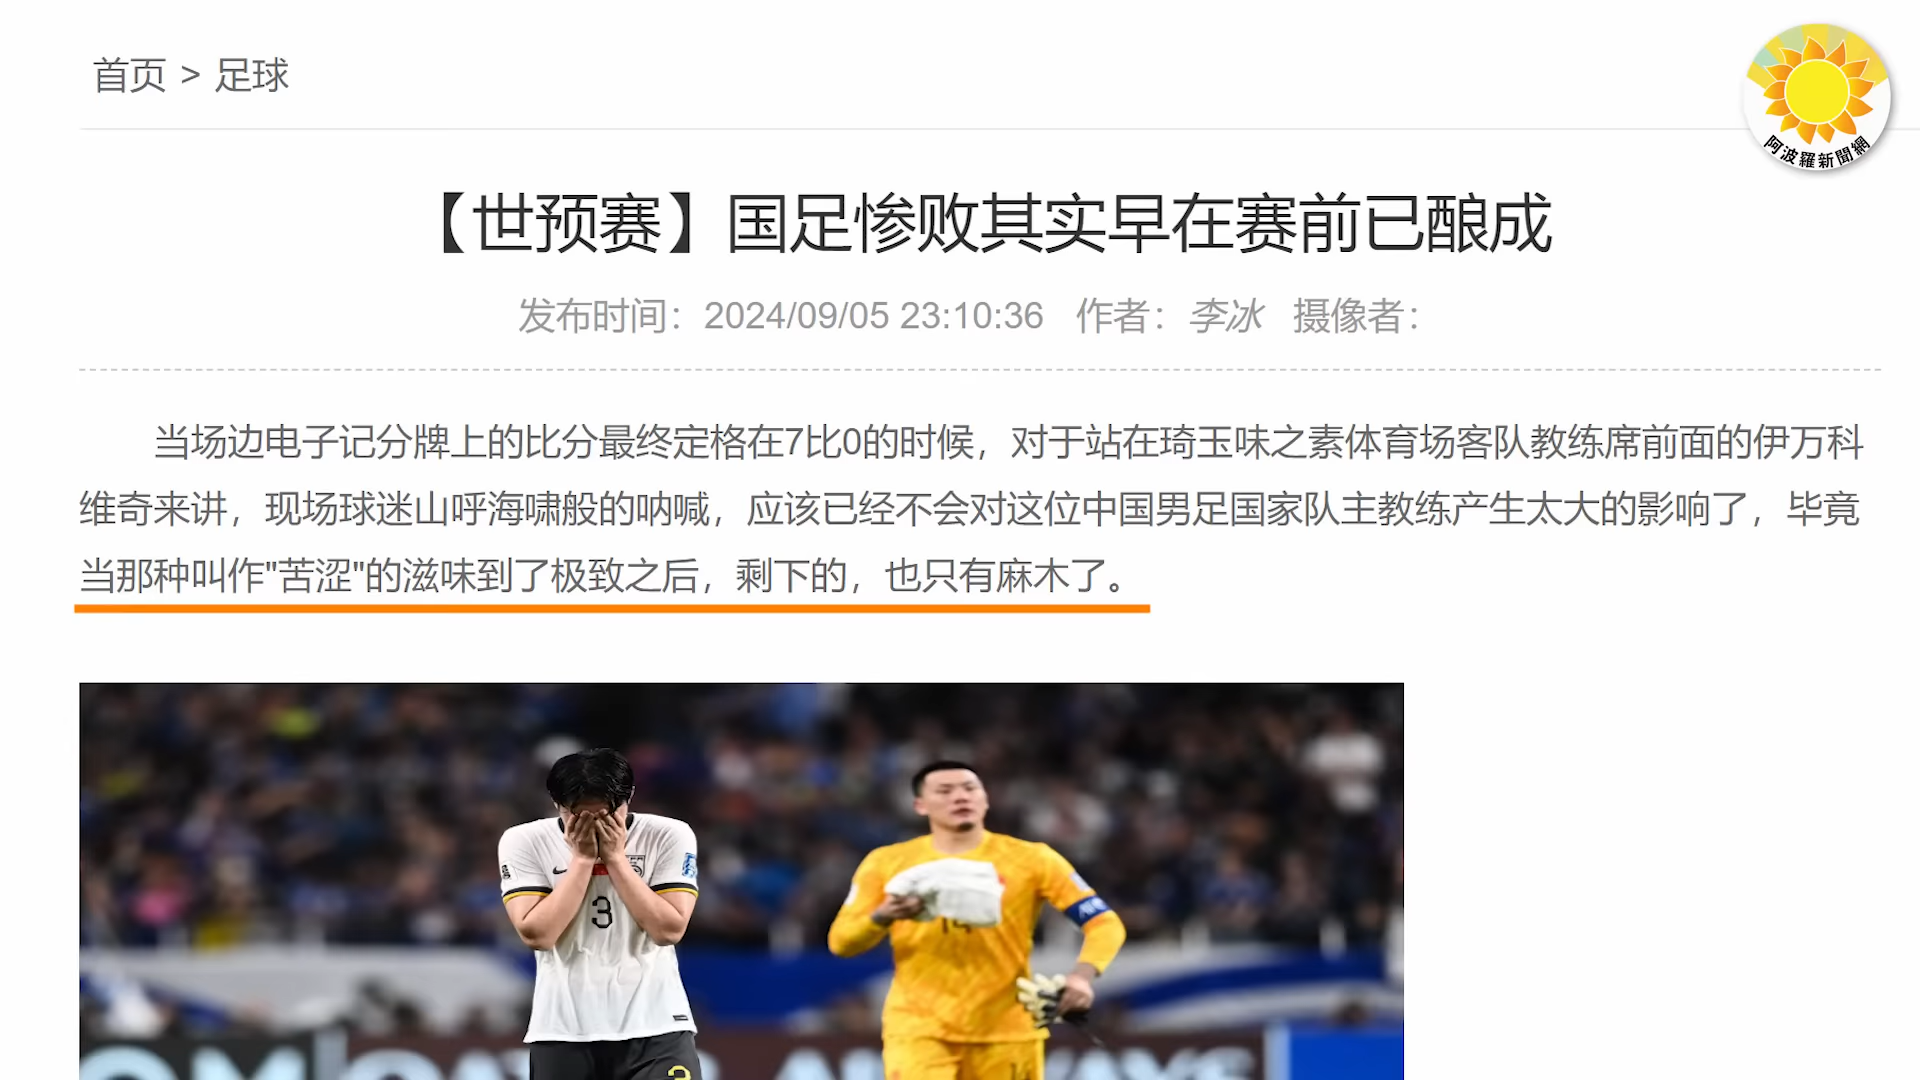 首页 > 足球
阿波羅新聞網
【世预赛】国足惨败其实早在赛前已酿成
发布时间：2024/09/05 23:10:36 作者：李冰 摄像者：
当场边电子记分牌上的比分最终定格在7比0的时候，对于站在琦玉味之素体育场客队教练席前面的伊万科
维奇来讲，现场球迷山呼海啸般的呐喊，应该已经不会对这位中国男足国家队主教练产生太大的影响了，毕竟
当那种叫作"苦涩"的滋味到了极致之后，剩下的，也只有麻木了。
3
14
3
14